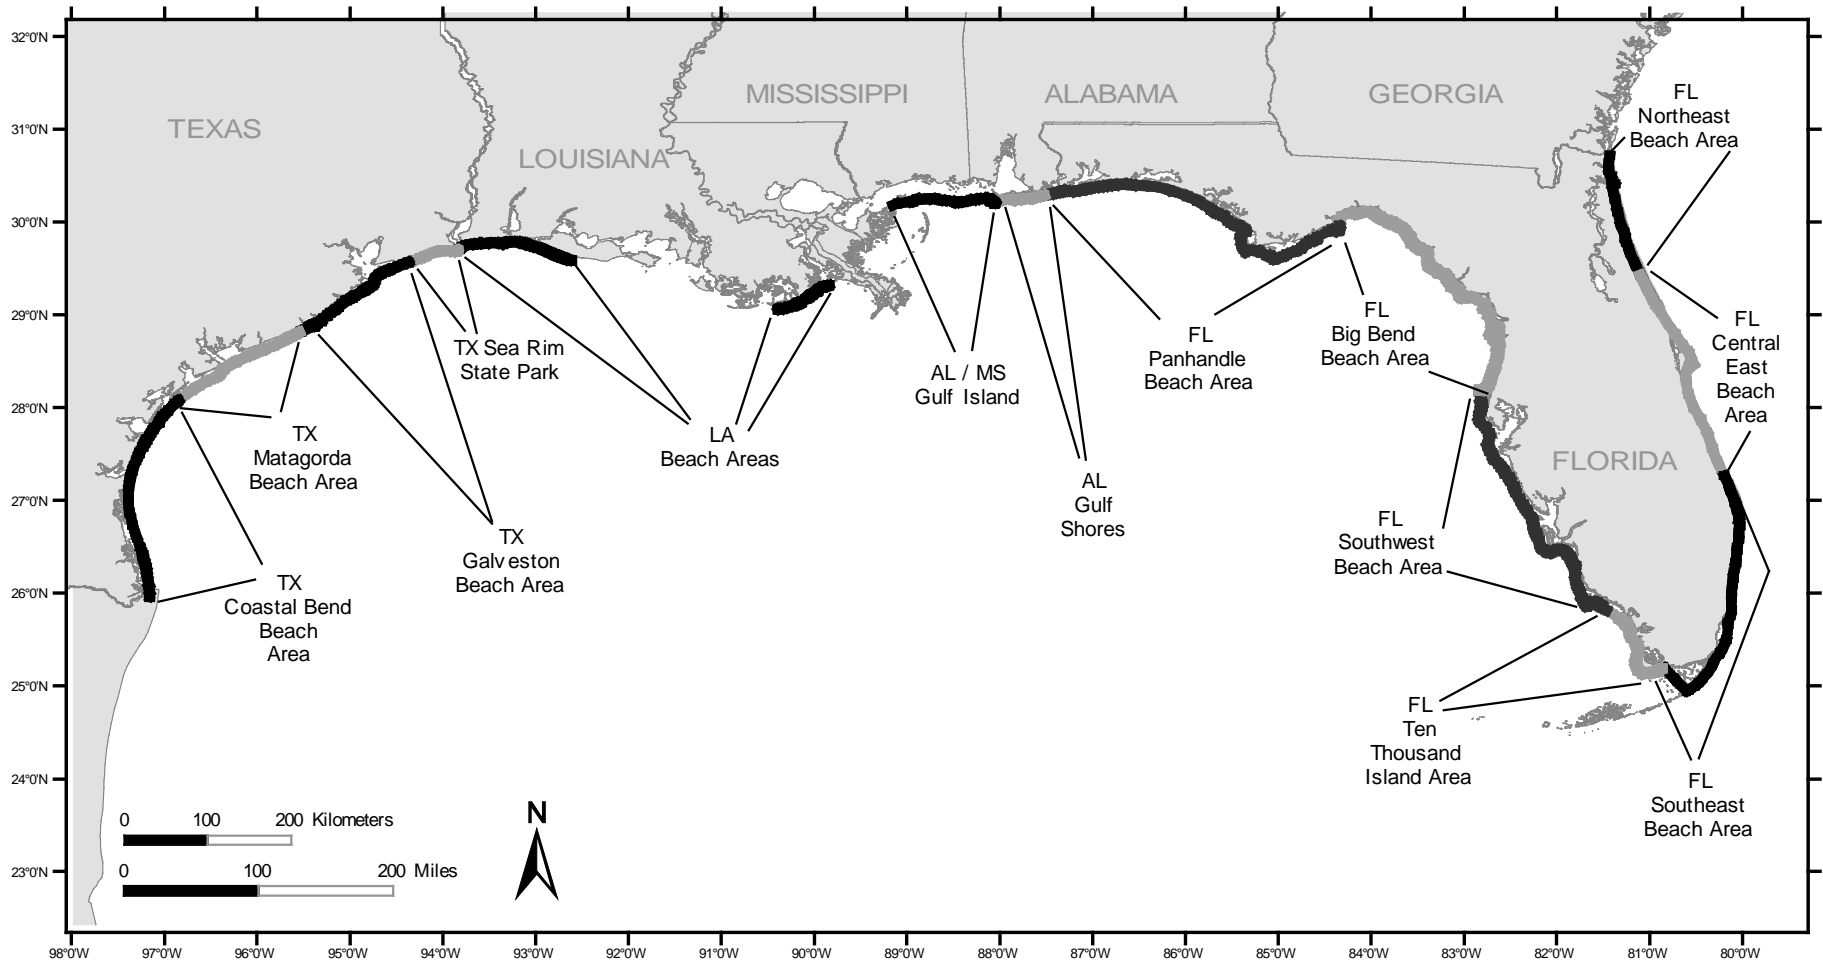 32°0'N
31°0'N
30°0'N
29°0'N
28°0'N
27°0'N
26°0'N
25°0'N
24°0'N
23°0'N
TEXAS
LOUISIANA
MISSISSIPPI
ALABAMA
GEORGIA
FLORIDA
FL
Northeast
Beach Area
FL
Central
East
Beach
Area
FL
Big Bend
Beach Area
FL
Panhandle
Beach Area
AL / MS
Gulf Island
TX Sea Rim
State Park
LA
Beach Areas
TX
Matagorda
Beach Area
AL
Gulf
Shores
FL
Southwest
Beach Area
TX
Galveston
Beach Area
TX
Coastal Bend
Beach
Area
FL
Ten
Thousand
Island Area
FL
Southeast
Beach Area
N
0 100 200 Kilometers
0 100 200 Miles
98°0'W 97°0'W 96°0'W 95°0'W 94°0'W 93°0'W 92°0'W 91°0'W 90°0'W 89°0'W 88°0'W 87°0'W 86°0'W 85°0'W 84°0'W 83°0'W 82°0'W 81°0'W 80°0'W